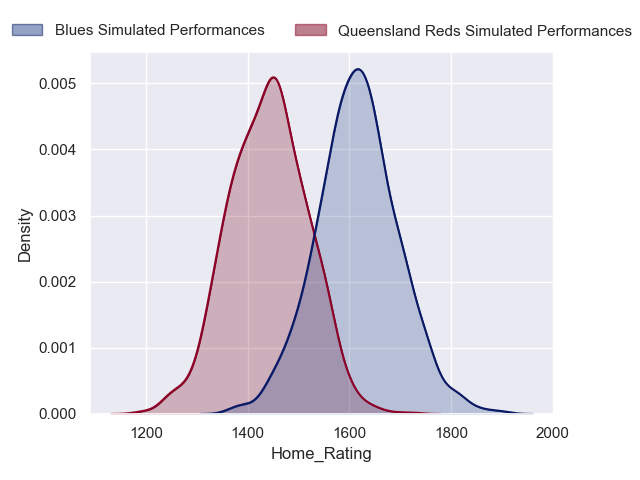 Blues Simulated Performances
Queensland Reds Simulated Performances
0.005
0.004
0.003
0.002
0.001
0.000
Density
1200
1400
1600
1800
2000
Home_Rating